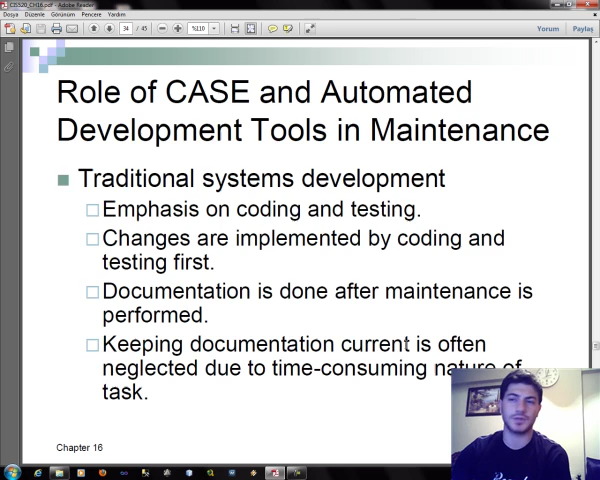 CIS520_CH16.pdf - Adobe Reader
Dosya Düzenle Görünüm Pencere Yardım
34 / 45 %110 Yorum Paylaş
Role of CASE and Automated
Development Tools in Maintenance
Traditional systems development
Emphasis on coding and testing.
Changes are implemented by coding and
testing first.
Documentation is done after maintenance is
performed.
Keeping documentation current is often
neglected due to time-consuming nature of
task.
Chapter 16